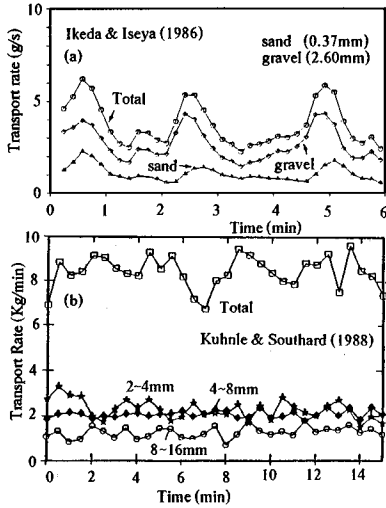 Ikeda & Iseya (1986)
(a)
sand (0.37mm)
gravel (2.60mm)
Total
sand
gravel
Transport rate (g/s)
10
5
0
0 1 2 3 4 5 6
Time (min)
10
8
6
4
2
0
(b)
Total
Kuhnle & Southard (1988)
2~4mm
4~8mm
8~16mm
Transport Rate (Kg/min)
0 2 4 6 8 10 12 14
Time (min)